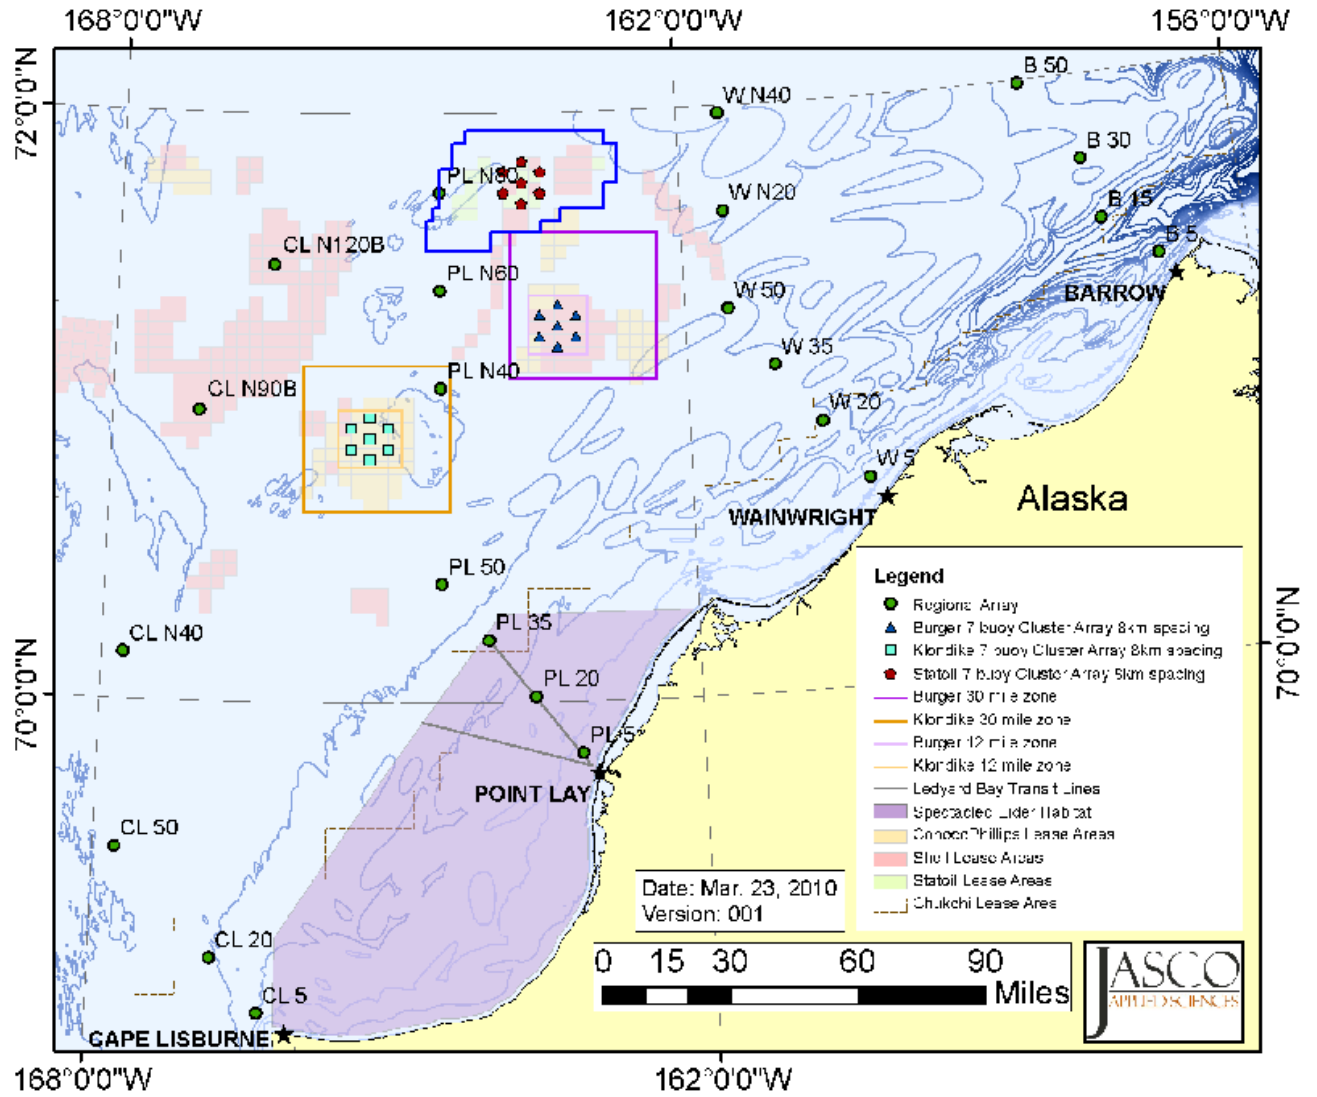 168°0'0"W
162°0'0"W
156°0'0"W
72°0'0"N
70°0'0"N
70°0'0"N
B 50
W N40
B 30
PL N80
W N20
B 15
B 5
CL N120B
PL N60
W 50
BARROW
W 35
CL N90B
PL N40
W 20
W 5
WAINWRIGHT
Alaska
PL 50
CL N40
PL 35
PL 20
PL 5
POINT LAY
CL 50
CL 20
CL 5
CAPE LISBURNE
Legend
Regional Array
Burger 7 buoy Cluster Array 8km spacing
Klondike 7 buoy Cluster Array 8km spacing
Statoil 7 buoy Cluster Array 6km spacing
Burger 30 mile zone
Klondike 30 mile zone
Burger 12 mile zone
Klondike 12 mile zone
Ledyard Bay Transit Lines
Spectacled Eider Habitat
ConocoPhillips Lease Areas
Shell Lease Areas
Statoil Lease Areas
Chukchi Lease Area
Date: Mar. 23, 2010
Version: 001
0 15 30 60 90
Miles
JASCO
APPLIED SCIENCES
168°0'0"W
162°0'0"W